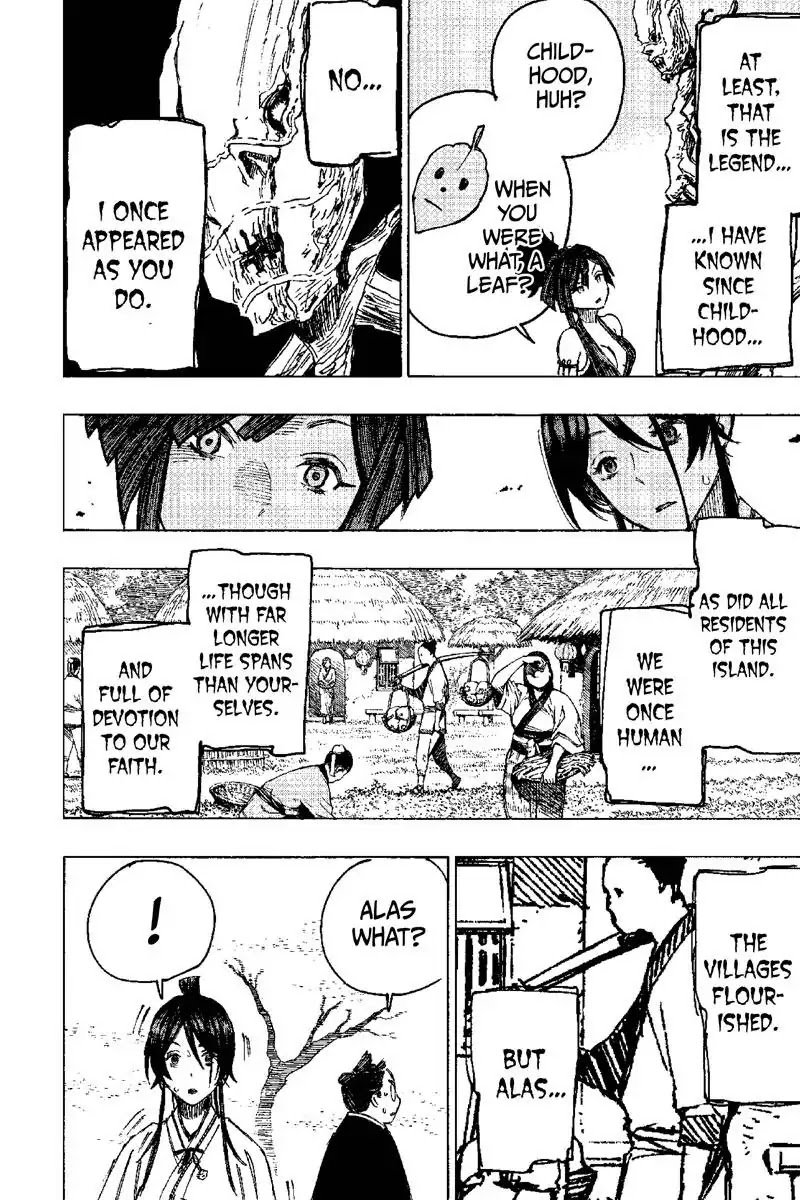 AT
LEAST,
THAT
IS THE
LEGEND...
...I HAVE
KNOWN
SINCE
CHILD-
HOOD...
CHILD-
HOOD,
HUH?
WHEN
YOU
WERE
WHAT, A
LEAF?
NO...
I ONCE
APPEARED
AS YOU
DO.
AS DID ALL
RESIDENTS
OF THIS
ISLAND.
WE
WERE ONCE
HUMAN
...
...THOUGH
WITH FAR
LONGER
LIFE SPANS
THAN YOUR-
SELVES.
AND
FULL OF
DEVOTION
TO OUR
FAITH.
THE
VILLAGES
FLOUR-
ISHED.
BUT
ALAS...
ALAS
WHAT?
!